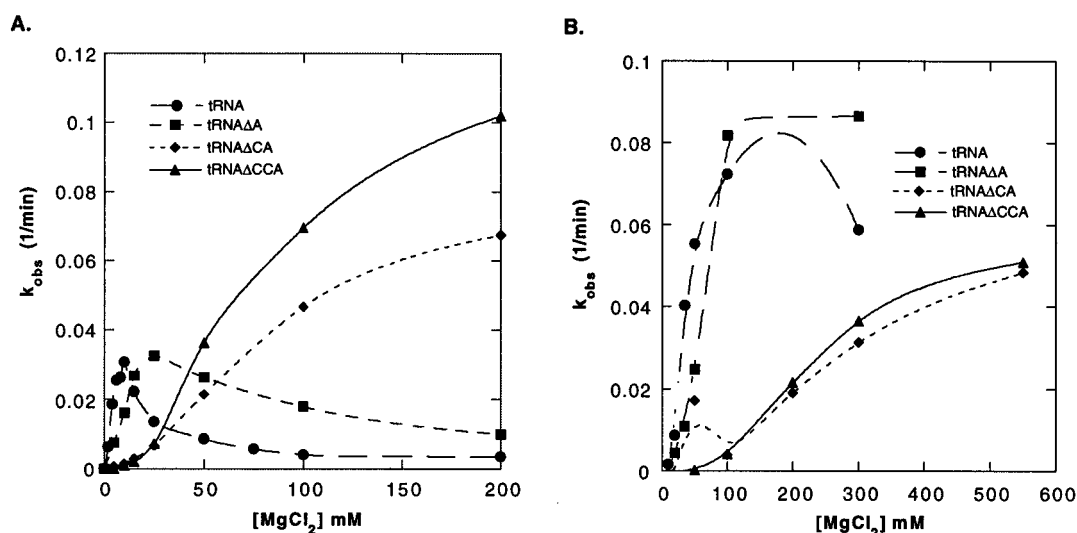 A.
0.12
0.1
0.08
0.06
0.04
0.02
0
k_obs (1/min)
tRNA
tRNAΔA
tRNAΔCA
tRNAΔCCA
0 50 100 150 200
[MgCl₂] mM
B.
0.1
0.08
0.06
0.04
0.02
0
k_obs (1/min)
tRNA
tRNAΔA
tRNAΔCA
tRNAΔCCA
0 100 200 300 400 500 600
[MgCl₂] mM